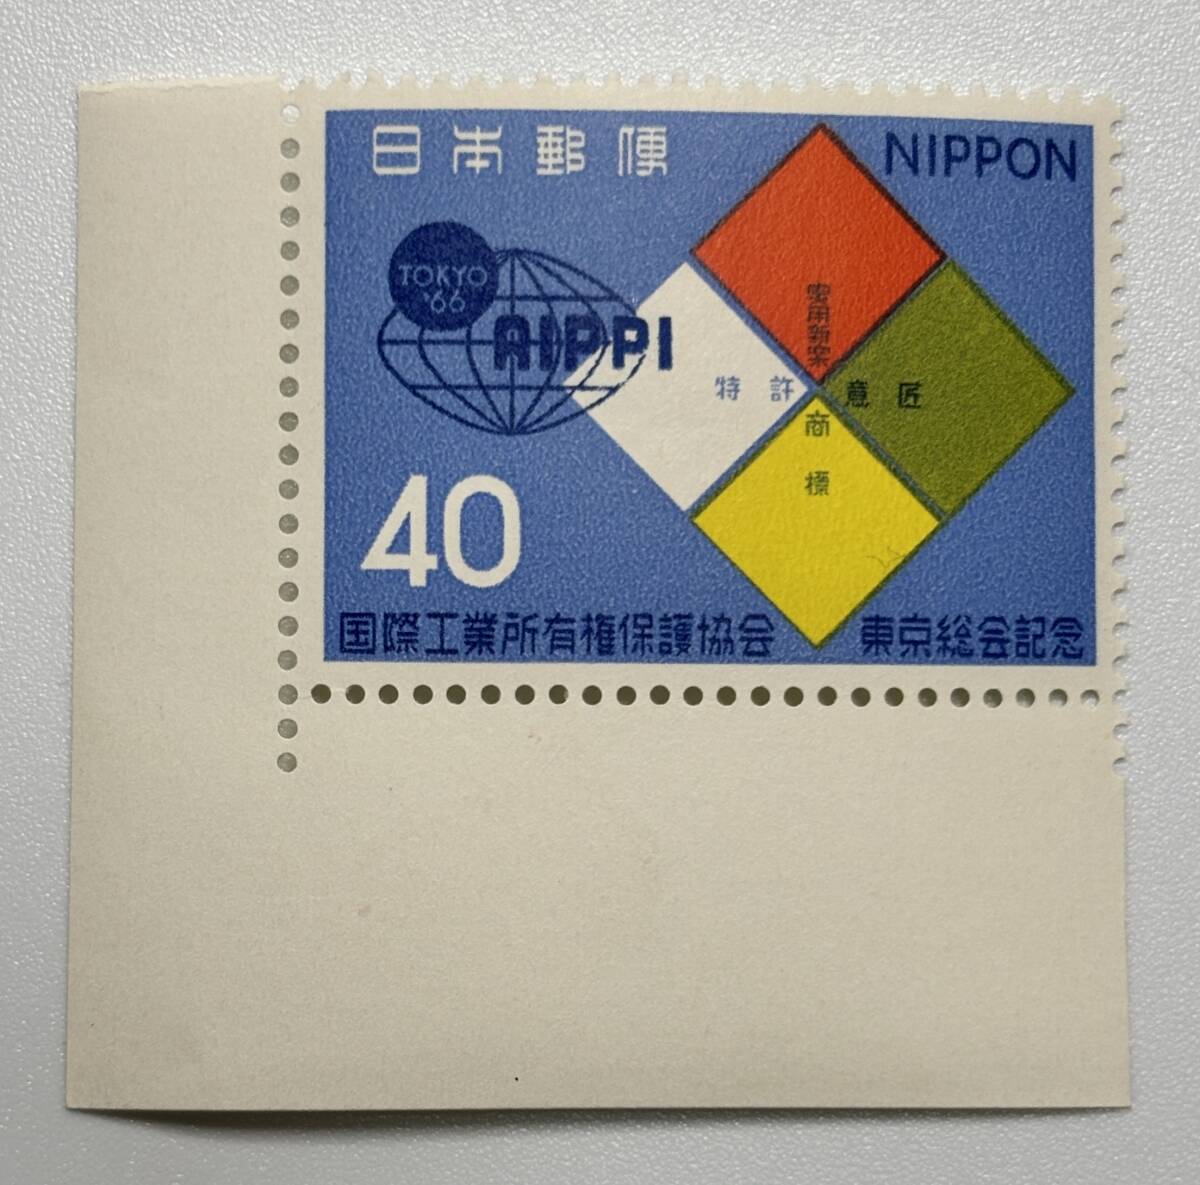 日本郵便
NIPPON
TOKYO
'66
AIPPI
実用新案
特許
意匠
商標
40
国際工業所有権保護協会 東京総会記念